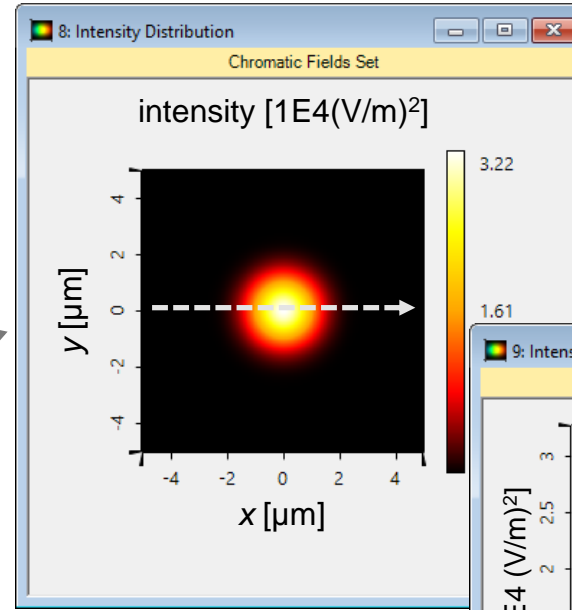 8: Intensity Distribution
Chromatic Fields Set
intensity [1E4(V/m)²]
3.22
1.61
4
2
0
-2
-4
y [µm]
-4 -2 0 2 4
x [µm]
9: Intens
3
2.5
2
E4 (V/m)²]